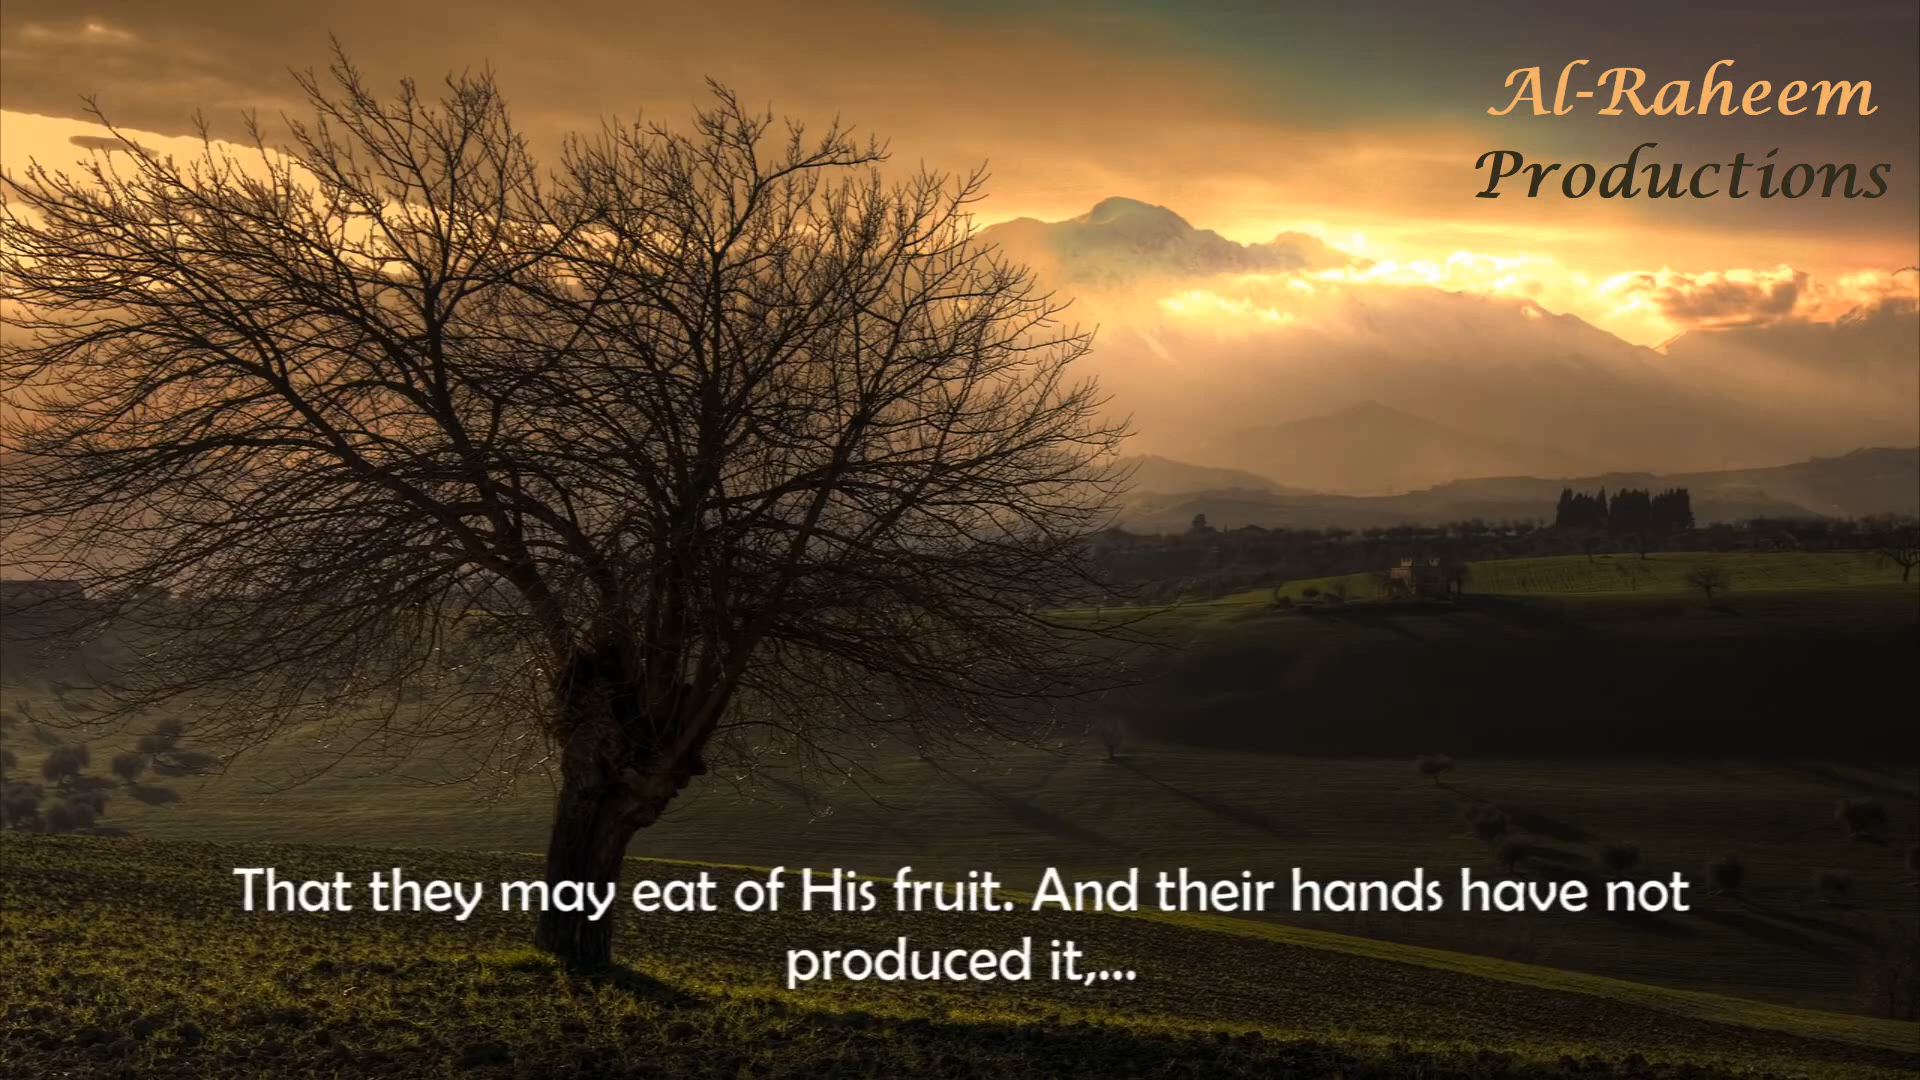 Al-Raheem
Productions
That they may eat of His fruit. And their hands have not
produced it,...